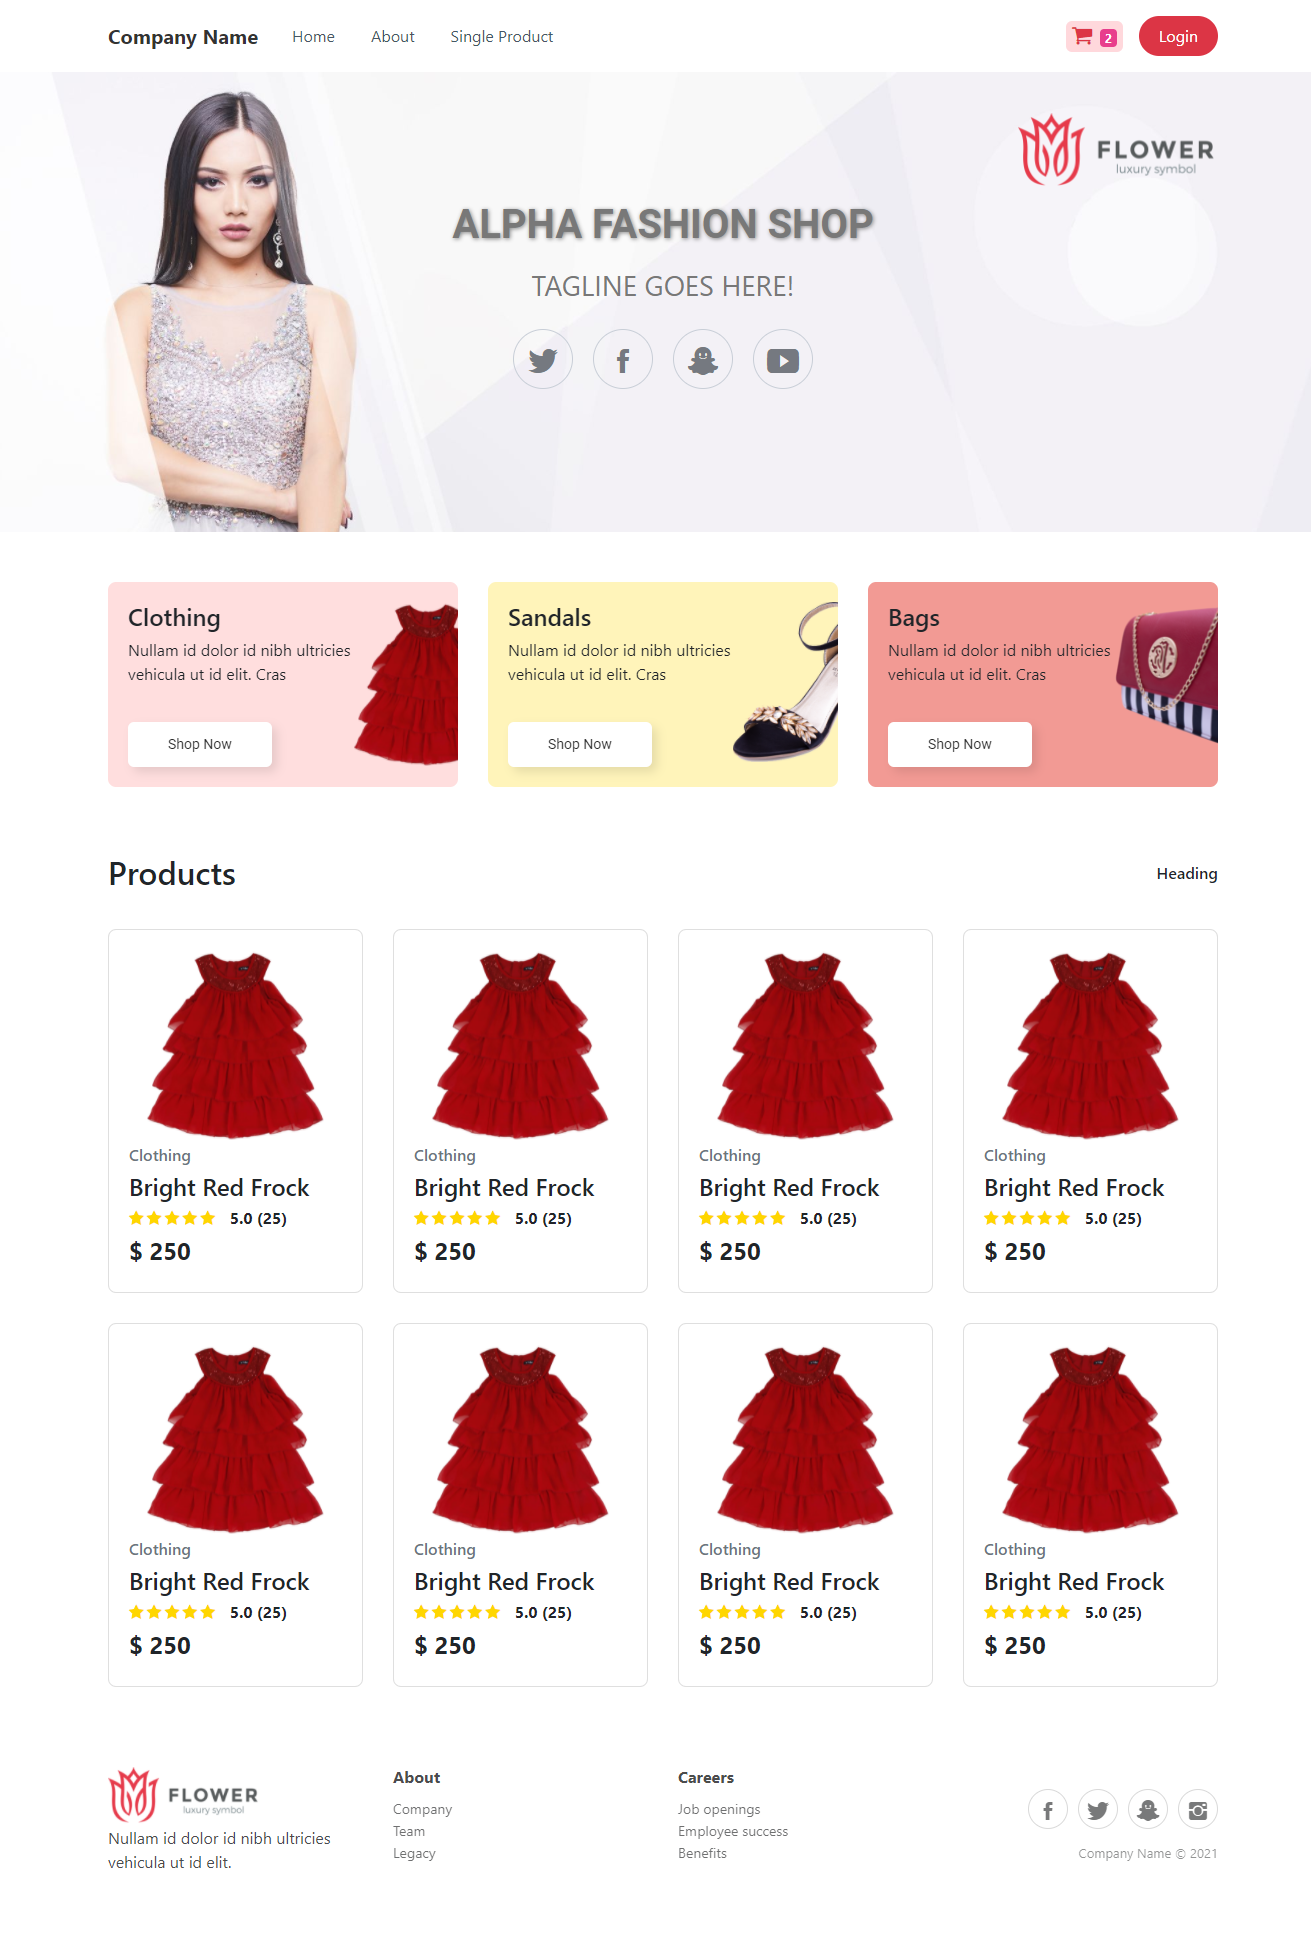 Company Name
Home
About
Single Product
2
Login
FLOWER
luxury symbol
ALPHA FASHION SHOP
TAGLINE GOES HERE!
Clothing
Nullam id dolor id nibh ultricies
vehicula ut id elit. Cras
Shop Now
Sandals
Nullam id dolor id nibh ultricies
vehicula ut id elit. Cras
Shop Now
Bags
Nullam id dolor id nibh ultricies
vehicula ut id elit. Cras
Shop Now
Products
Heading
Clothing
Bright Red Frock
5.0 (25)
$ 250
Clothing
Bright Red Frock
5.0 (25)
$ 250
Clothing
Bright Red Frock
5.0 (25)
$ 250
Clothing
Bright Red Frock
5.0 (25)
$ 250
Clothing
Bright Red Frock
5.0 (25)
$ 250
Clothing
Bright Red Frock
5.0 (25)
$ 250
Clothing
Bright Red Frock
5.0 (25)
$ 250
Clothing
Bright Red Frock
5.0 (25)
$ 250
FLOWER
luxury symbol
Nullam id dolor id nibh ultricies
vehicula ut id elit.
About
Company
Team
Legacy
Careers
Job openings
Employee success
Benefits
Company Name © 2021